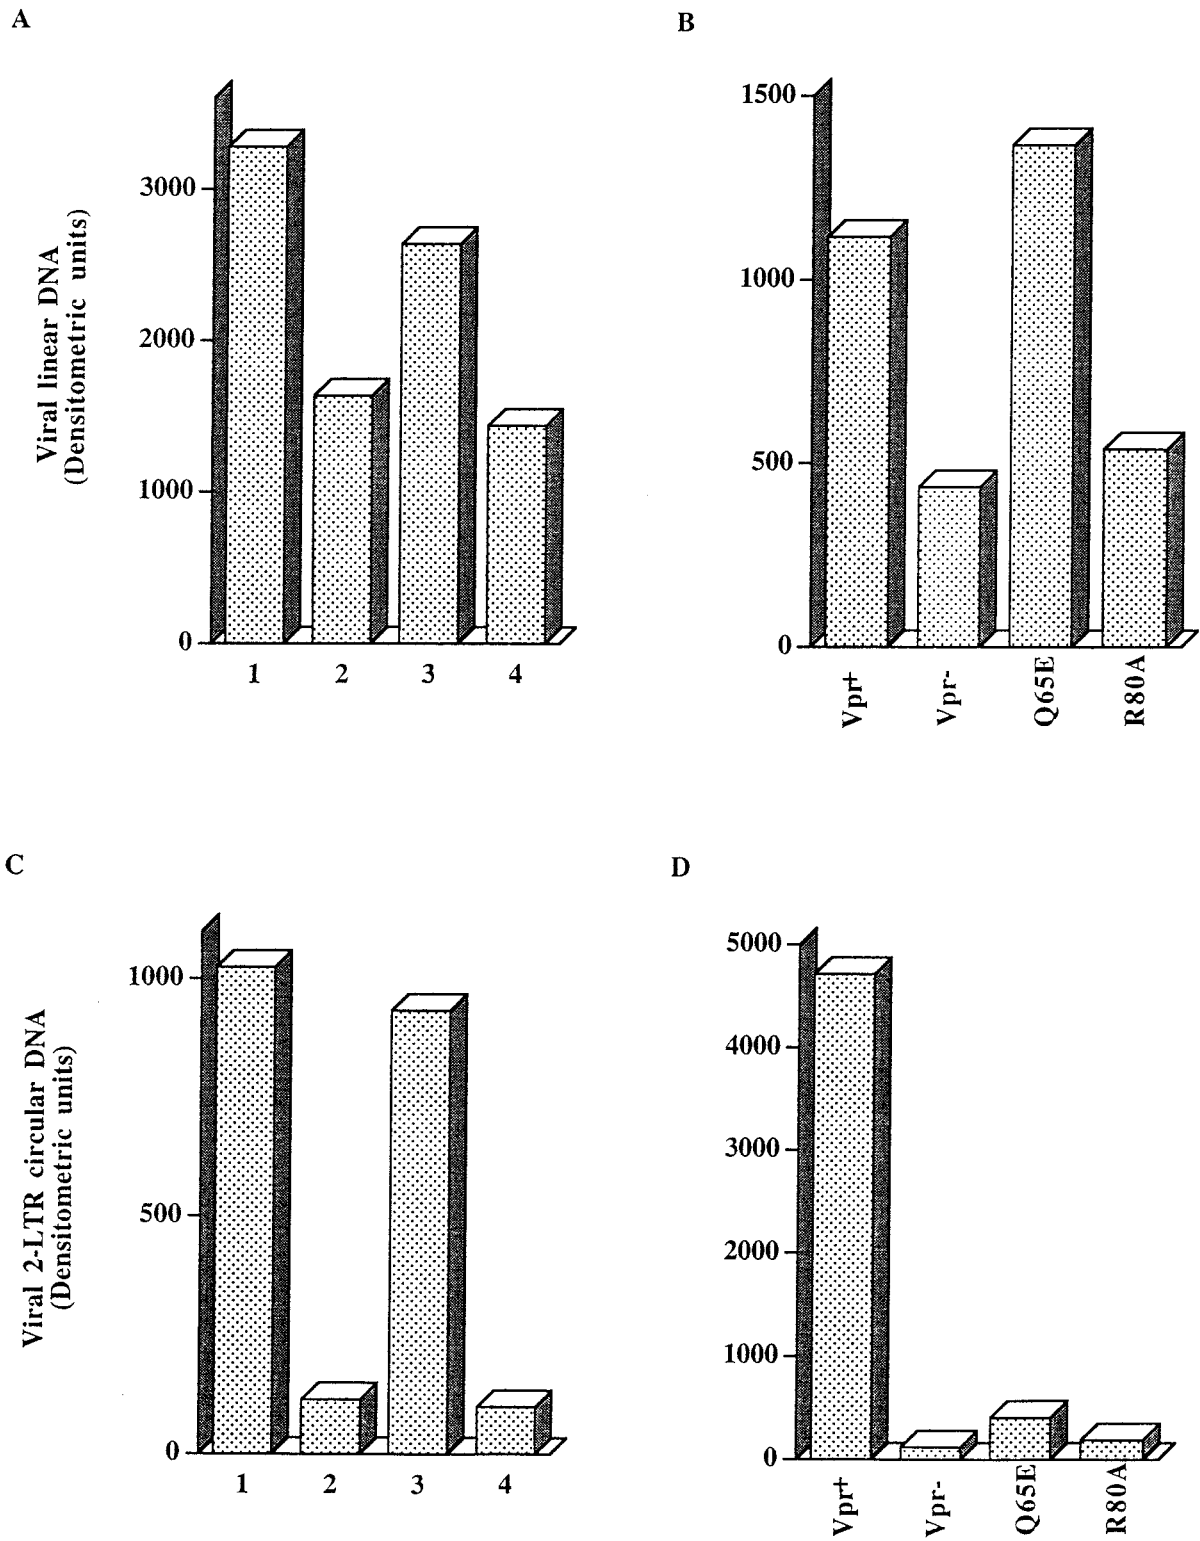 A
Viral linear DNA
(Densitometric units)
3000
2000
1000
0
1 2 3 4
B
1500
1000
500
0
Vpr+ Vpr- Q65E R80A
C
Viral 2-LTR circular DNA
(Densitometric units)
1000
500
0
1 2 3 4
D
5000
4000
3000
2000
1000
0
Vpr+ Vpr- Q65E R80A